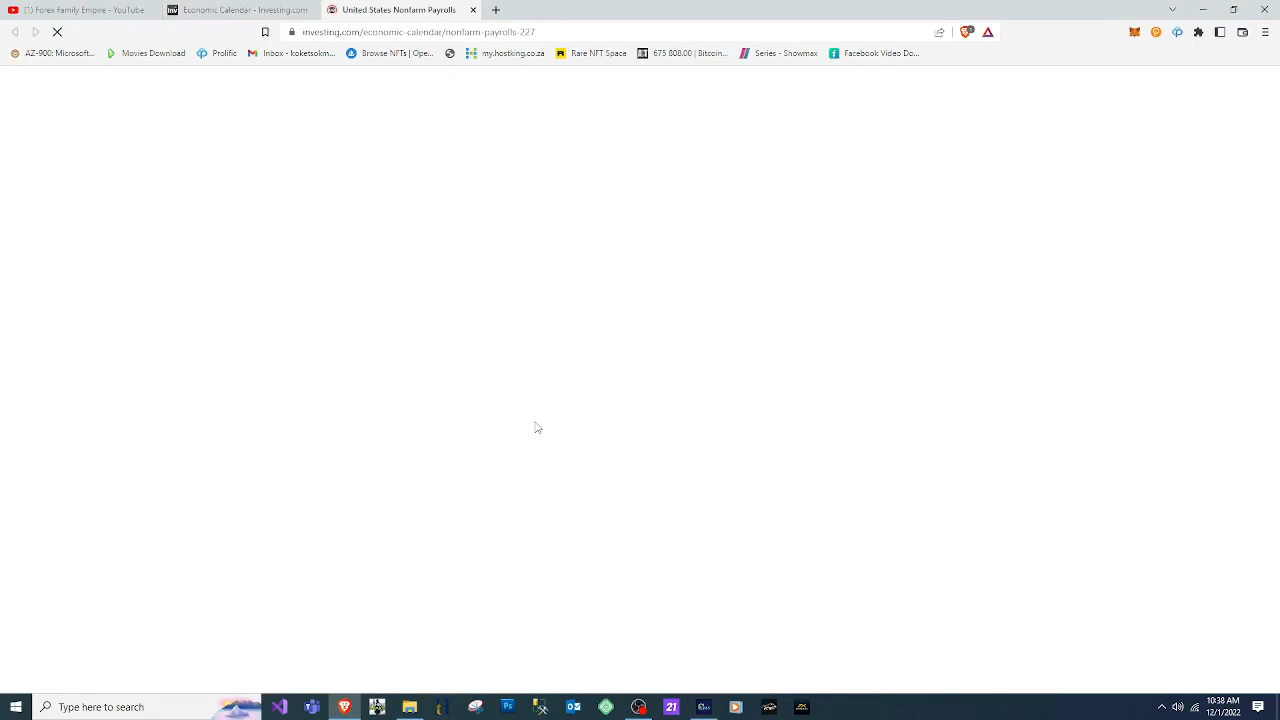 (1) Forex Family Empire - YouTube
Economic Calendar - Investing.com
United States Nonfarm Payrolls
investing.com/economic-calendar/nonfarm-payrolls-227
AZ-900: Microsoft...
Movies Download
Prolific
Inbox - koketsokm...
Browse NFTs | Ope...
my.hostking.co.za
Rare NFT Space
675 808.00 | Bitcoin...
Series - Showmax
Facebook Video Do...
Type here to search
21
10:38 AM
12/1/2022